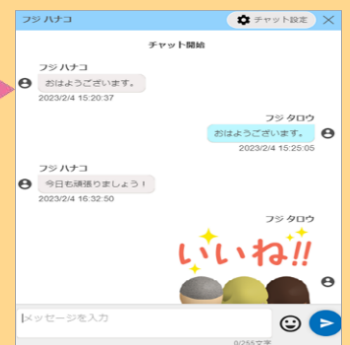 フジ ハナコ
チャット設定
チャット開始
フジ ハナコ
おはようございます。
2023/2/4 15:20:37
フジ タロウ
おはようございます。
2023/2/4 15:25:05
フジ ハナコ
今日も頑張りましょう！
2023/2/4 16:32:50
フジ タロウ
いいね!!
メッセージを入力
0/255文字